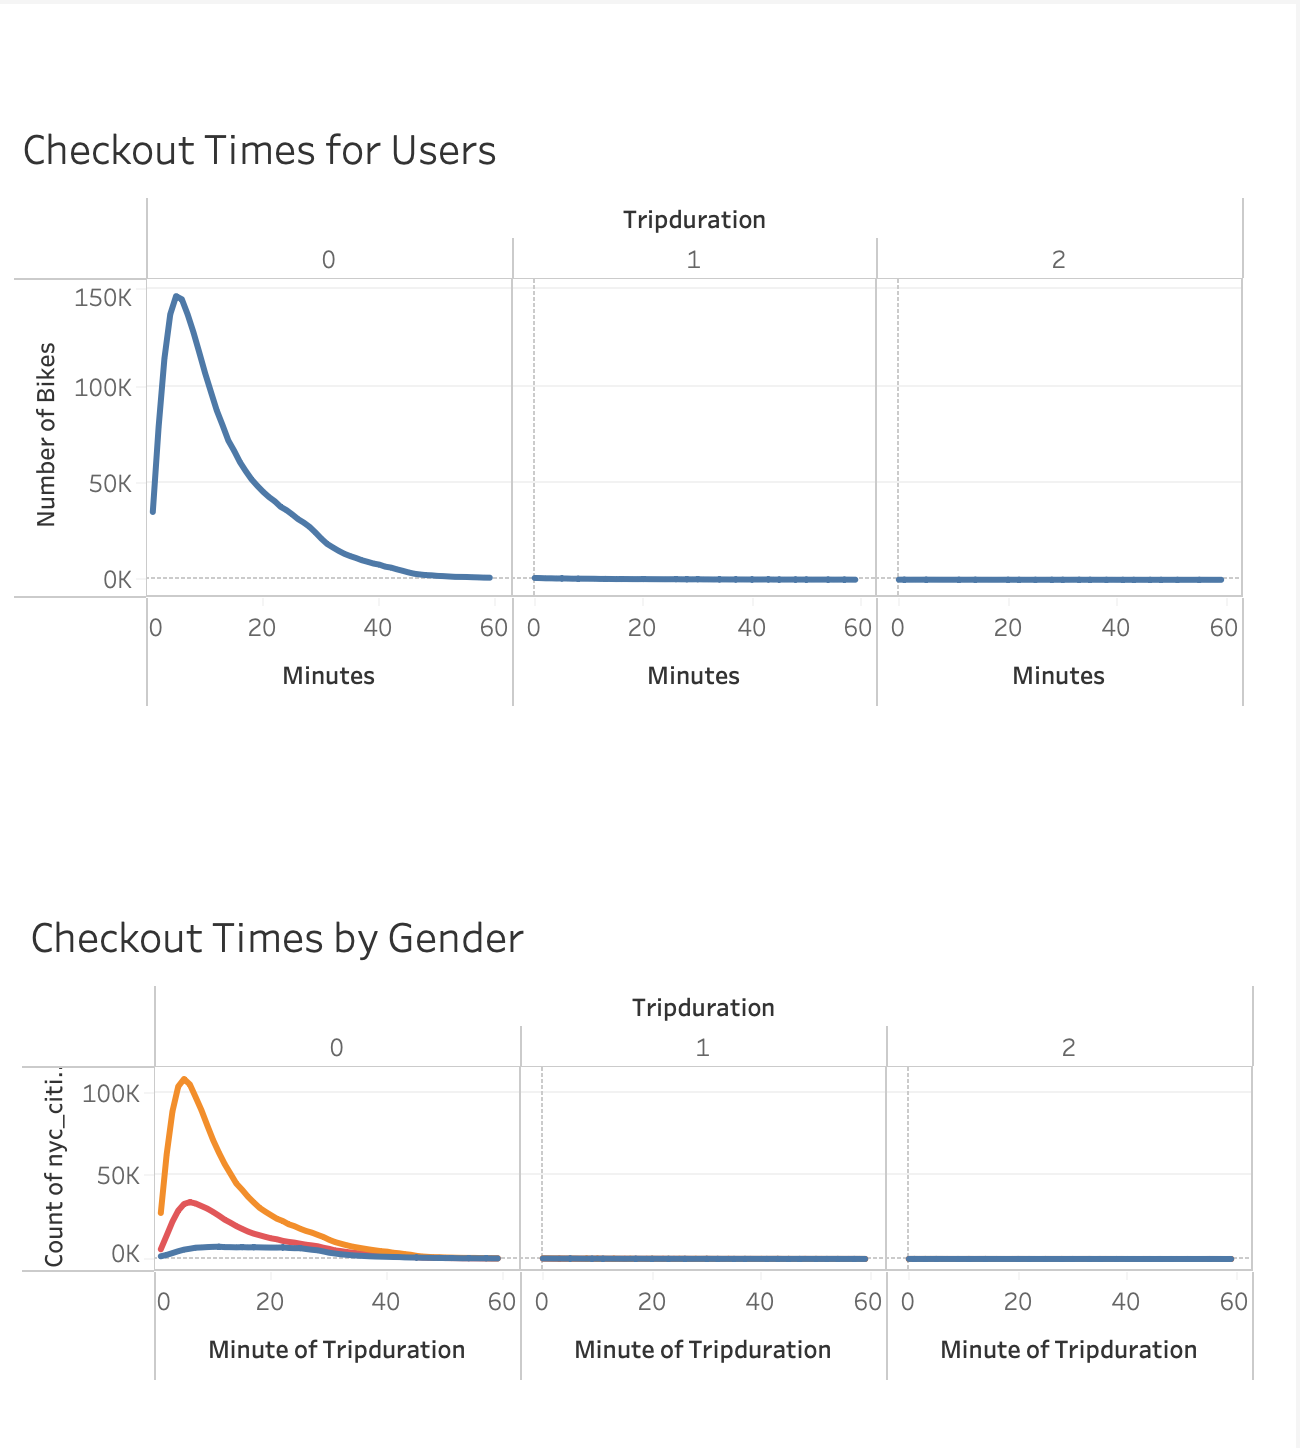 Checkout Times for Users
Tripduration
0 1 2
150K
100K
50K
0K
Number of Bikes
0 20 40 60 0 20 40 60 0 20 40 60
Minutes Minutes Minutes
Checkout Times by Gender
Tripduration
0 1 2
100K
50K
0K
Count of nyc_citi..
0 20 40 60 0 20 40 60 0 20 40 60
Minute of Tripduration Minute of Tripduration Minute of Tripduration